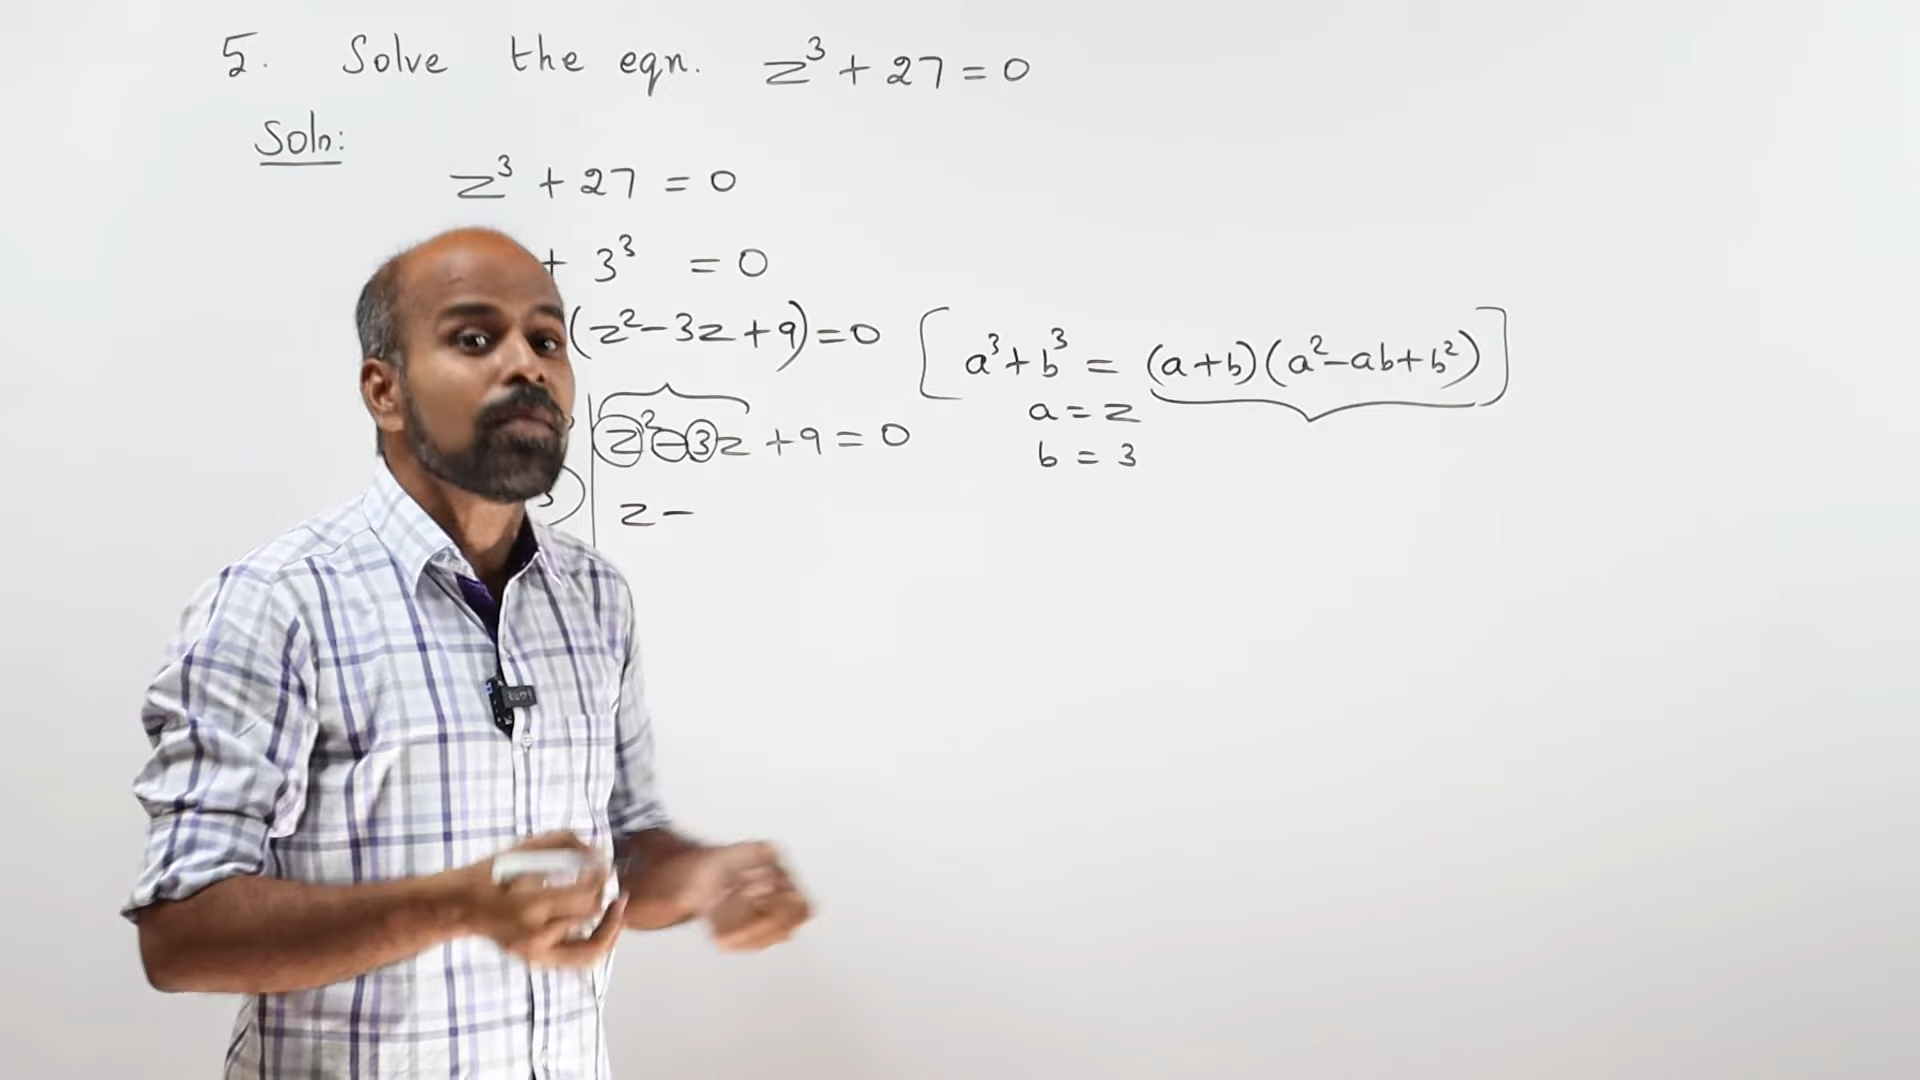 5. Solve the eqn. z³ + 27 = 0
Soln:
z³ + 27 = 0
+ 3³ = 0
(z²-3z+9)=0 [a³+b³ = (a+b)(a²-ab+b²)]
z²-3z+9=0
a = z
b = 3
z -